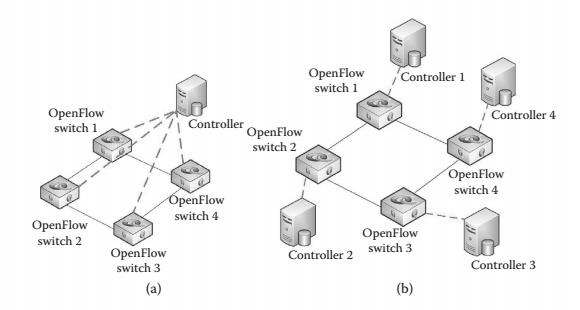 OpenFlow
switch 1
Controller
OpenFlow
switch 2
OpenFlow
switch 4
OpenFlow
switch 3
(a)
OpenFlow
switch 1
Controller 1
Controller 4
OpenFlow
switch 2
OpenFlow
switch 4
OpenFlow
switch 3
Controller 2
Controller 3
(b)